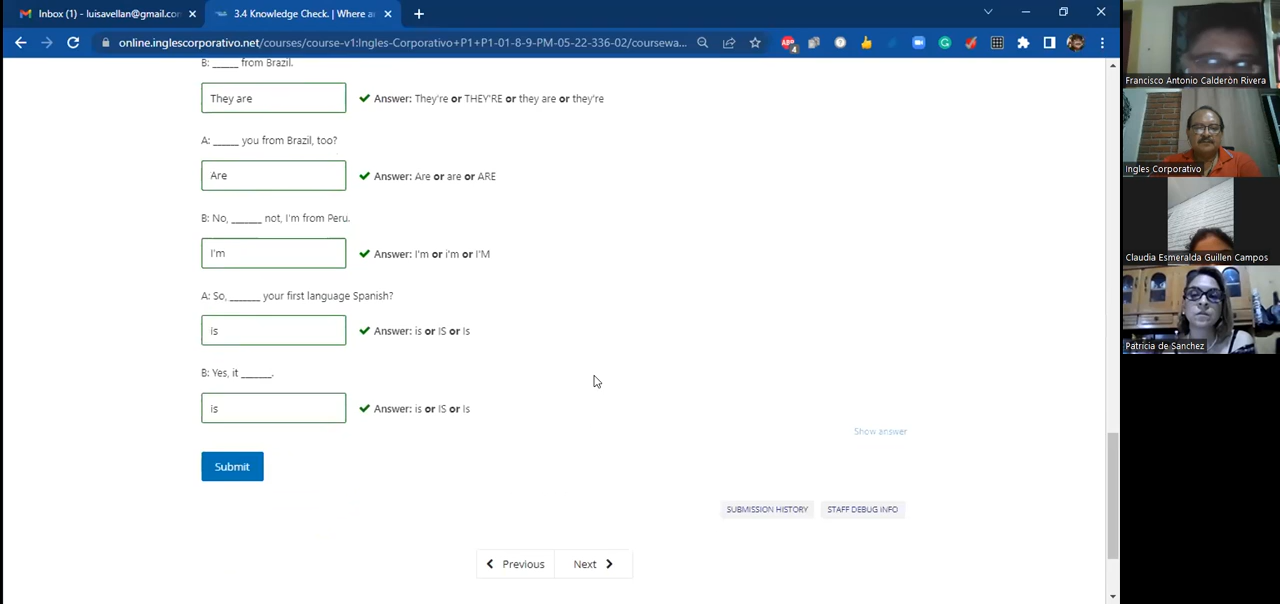 Inbox (1) - luisavellan@gmail.con
3.4 Knowledge Check. | Where a
online.inglescorporativo.net/courses/course-v1:Ingles-Corporativo+P1+P1-01-8-9-PM-05-22-336-02/coursewa...
4
B: _____ from Brazil.
They are
Answer: They're or THEY'RE or they are or they're
A: _____ you from Brazil, too?
Are
Answer: Are or are or ARE
B: No, ______ not, I'm from Peru.
I'm
Answer: I'm or i'm or I'M
A: So, ______ your first language Spanish?
is
Answer: is or IS or Is
B: Yes, it ______.
is
Answer: is or IS or Is
Show answer
Submit
SUBMISSION HISTORY
STAFF DEBUG INFO
Previous
Next
Francisco Antonio Calderòn Rivera
Ingles Corporativo
Claudia Esmeralda Guillen Campos
Patricia de Sanchez